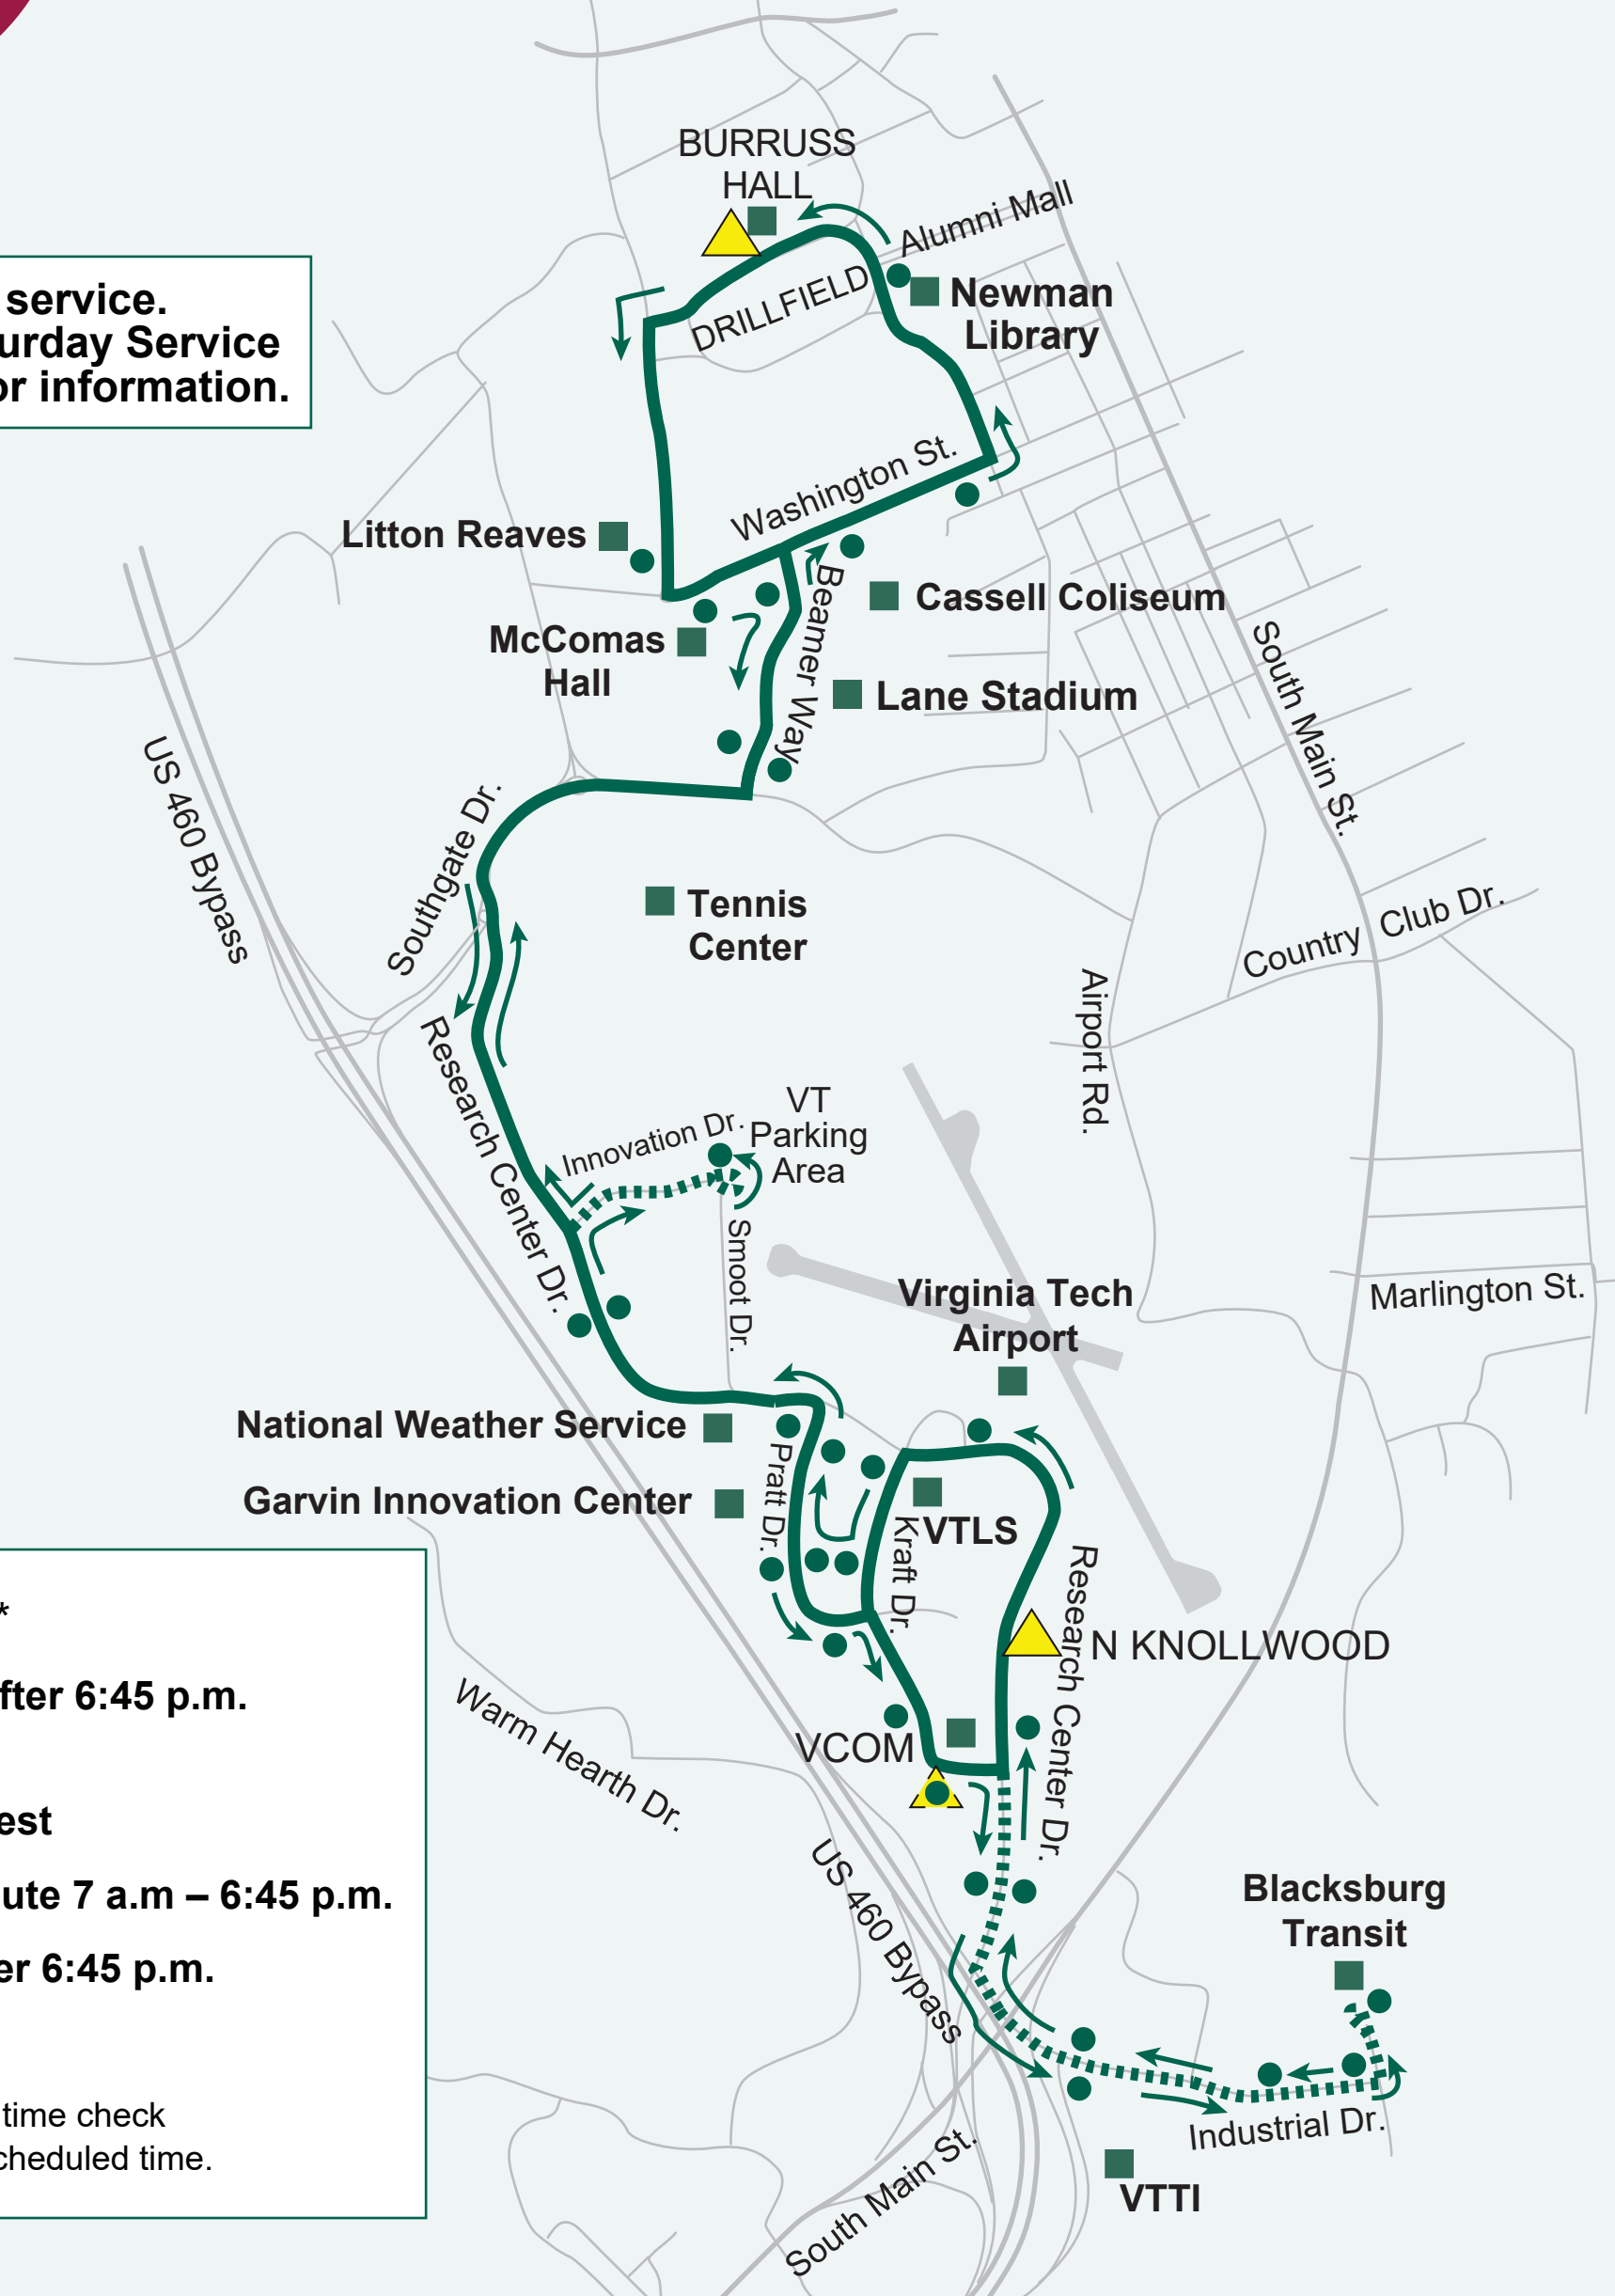 BURRUSS
HALL
Alumni Mall
DRILLFIELD
Newman
Library
service.
urday Service
or information.
Washington St.
Litton Reaves
Beamer Way
Cassell Coliseum
McComas
Hall
Lane Stadium
South Main St.
US 460 Bypass
Southgate Dr.
Tennis
Center
Country Club Dr.
Airport Rd.
Research Center Dr.
Innovation Dr.
VT
Parking
Area
Smoot Dr.
Virginia Tech
Airport
Marlington St.
National Weather Service
Pratt Dr.
Garvin Innovation Center
Kraft Dr.
VTLS
Research Center Dr.
N KNOLLWOOD
*
fter 6:45 p.m.
Warm Hearth Dr.
VCOM
est
ute 7 a.m – 6:45 p.m.
er 6:45 p.m.
US 460 Bypass
Blacksburg
Transit
Industrial Dr.
time check
cheduled time.
South Main St.
VTTI